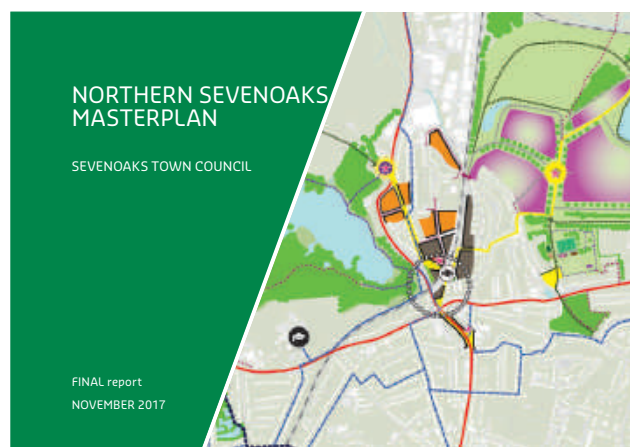 NORTHERN SEVENOAKS
MASTERPLAN
SEVENOAKS TOWN COUNCIL
FINAL report
NOVEMBER 2017